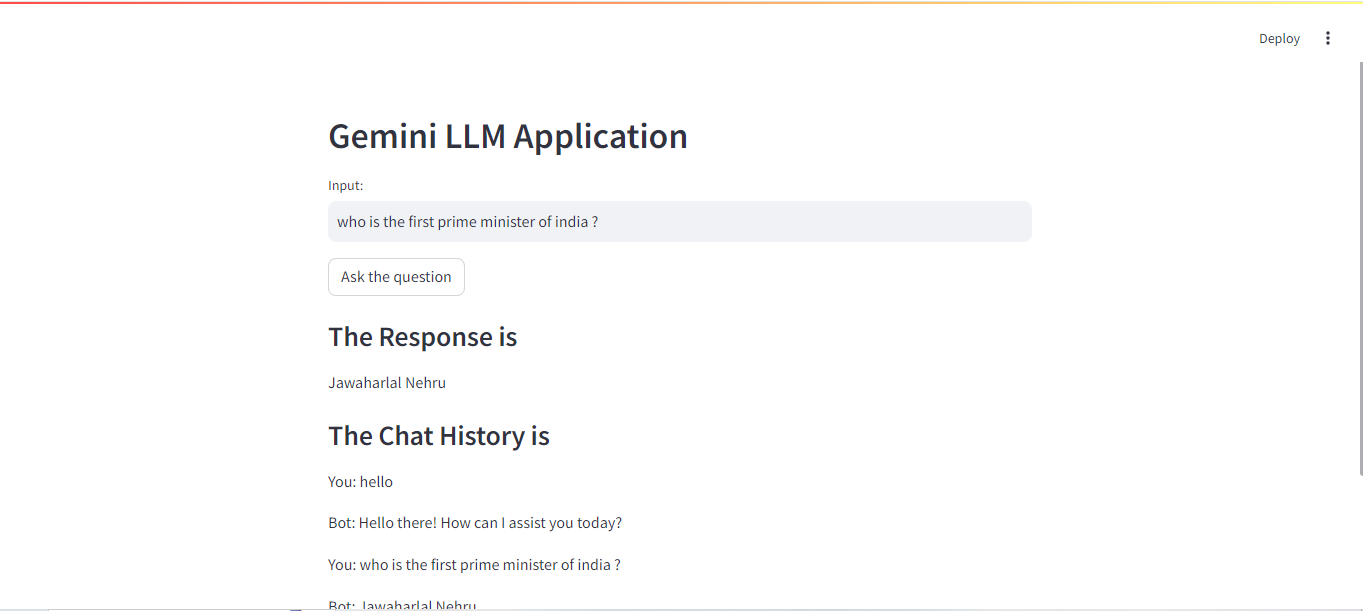 Deploy
Gemini LLM Application
Input:
who is the first prime minister of india ?
Ask the question
The Response is
Jawaharlal Nehru
The Chat History is
You: hello
Bot: Hello there! How can I assist you today?
You: who is the first prime minister of india ?
Bot: Jawaharlal Nehru